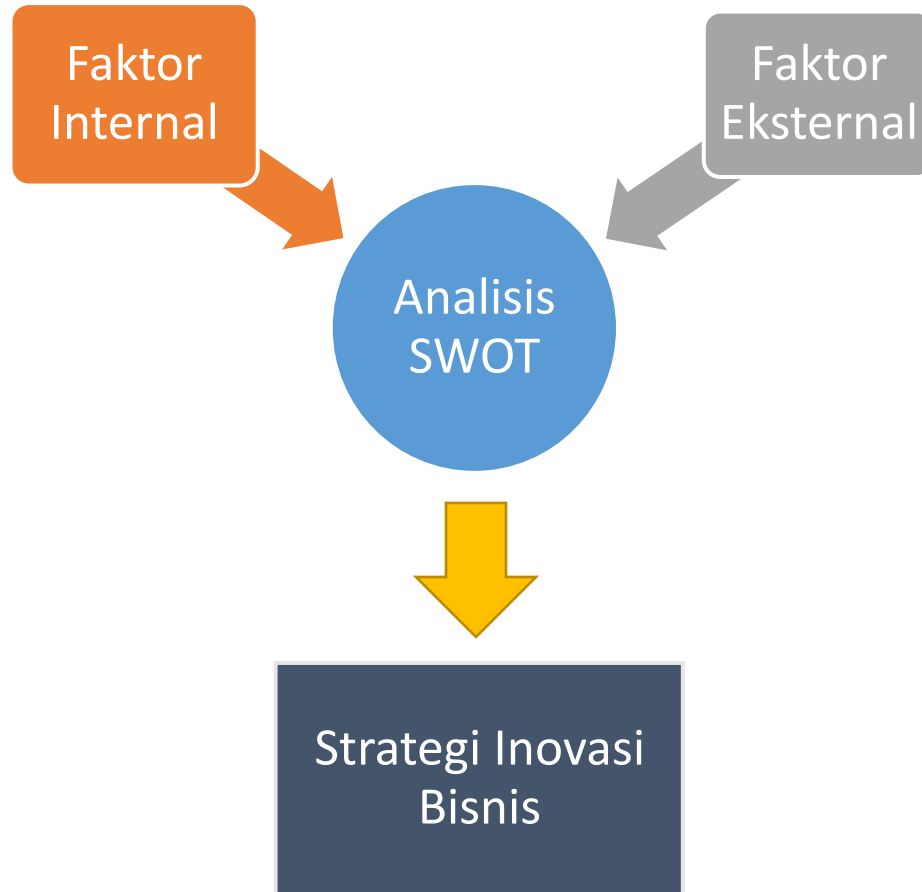 Faktor
Internal
Faktor
Eksternal
Analisis
SWOT
Strategi Inovasi
Bisnis